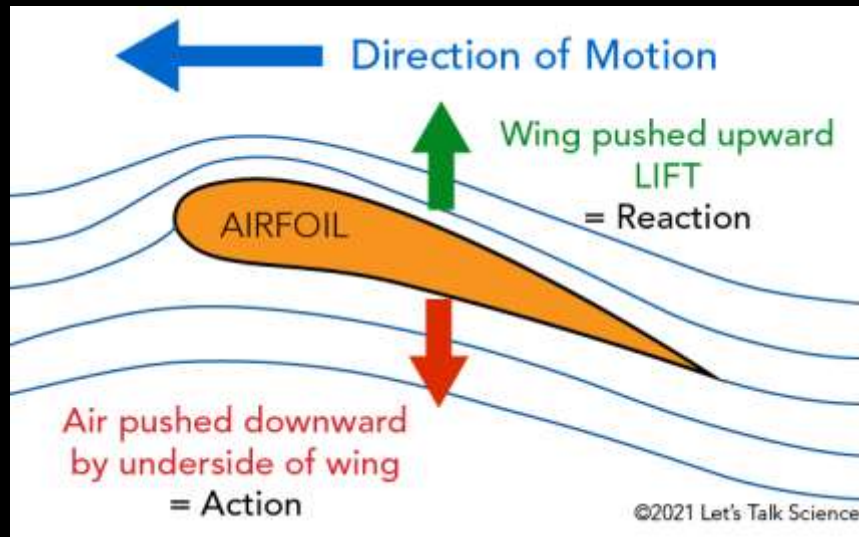 Direction of Motion
Wing pushed upward
LIFT
= Reaction
AIRFOIL
Air pushed downward
by underside of wing
= Action
©2021 Let's Talk Science